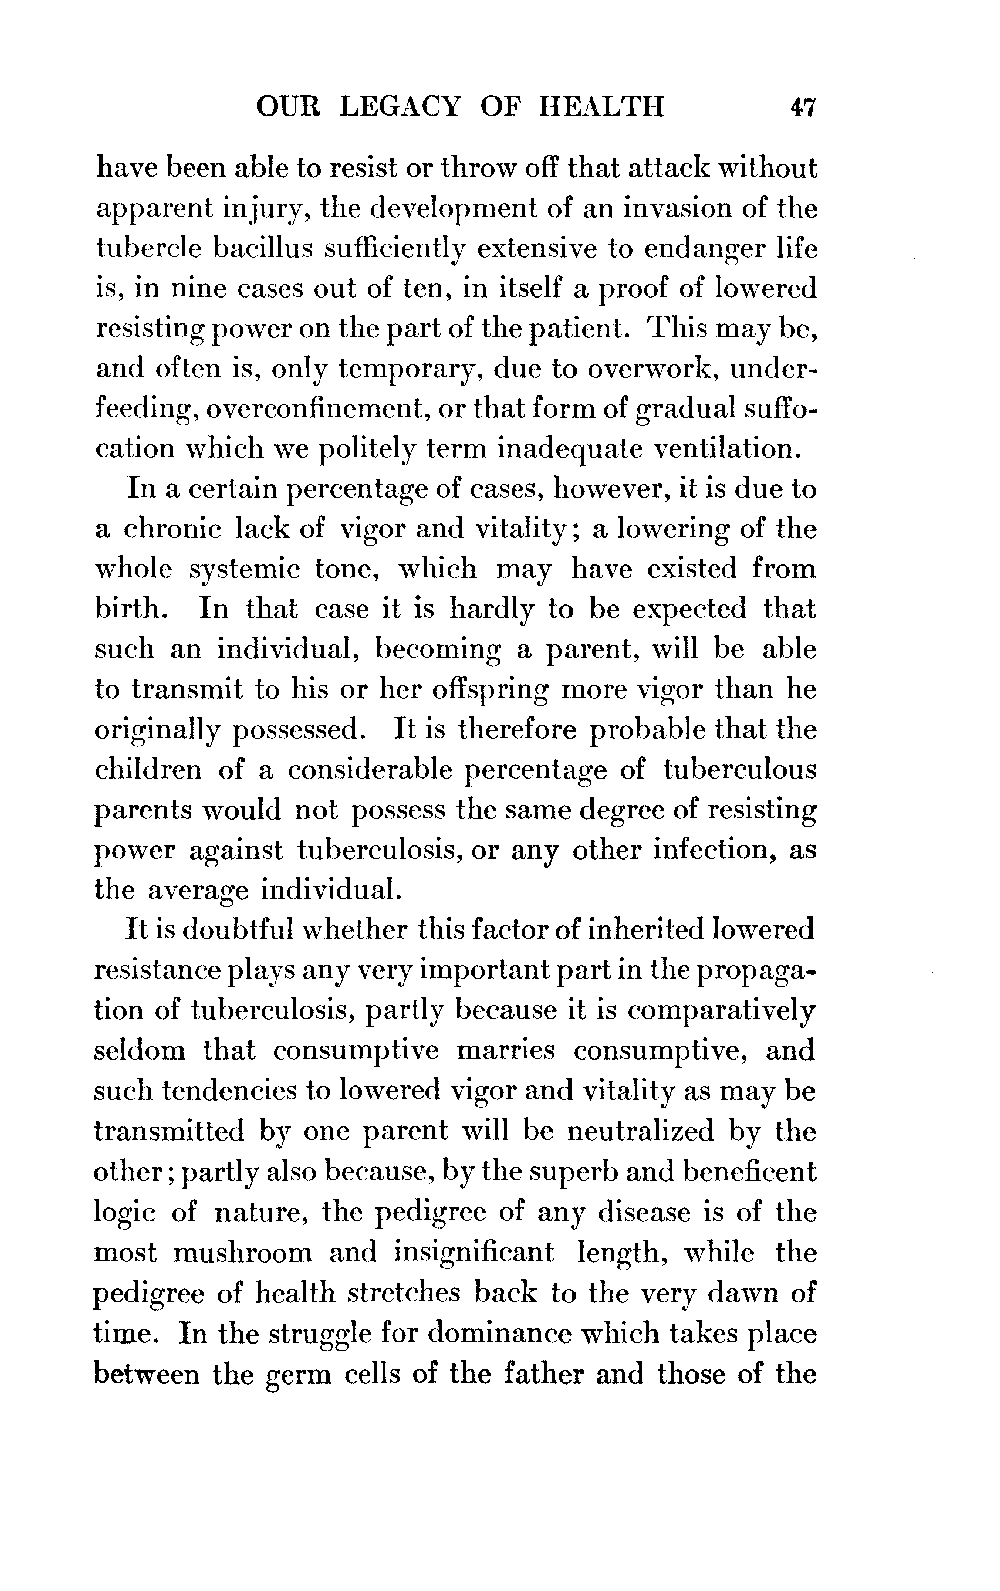 OUR LEGACY OF HEALTH 47
have been able to resist or throw off that attack without
apparent injury, the development of an invasion of the
tubercle bacillus sufficiently extensive to endanger life
is, in nine cases out of ten, in itself a proof of lowered
resisting power on the part of the patient. This may be,
and often is, only temporary, due to overwork, under-
feeding, overconfinement, or that form of gradual suffo-
cation which we politely term inadequate ventilation.
In a certain percentage of cases, however, it is due to
a chronic lack of vigor and vitality; a lowering of the
whole systemic tone, which may have existed from
birth. In that case it is hardly to be expected that
such an individual, becoming a parent, will be able
to transmit to his or her offspring more vigor than he
originally possessed. It is therefore probable that the
children of a considerable percentage of tuberculous
parents would not possess the same degree of resisting
power against tuberculosis, or any other infection, as
the average individual.
It is doubtful whether this factor of inherited lowered
resistance plays any very important part in the propaga-
tion of tuberculosis, partly because it is comparatively
seldom that consumptive marries consumptive, and
such tendencies to lowered vigor and vitality as may be
transmitted by one parent will be neutralized by the
other; partly also because, by the superb and beneficent
logic of nature, the pedigree of any disease is of the
most mushroom and insignificant length, while the
pedigree of health stretches back to the very dawn of
time. In the struggle for dominance which takes place
between the germ cells of the father and those of the